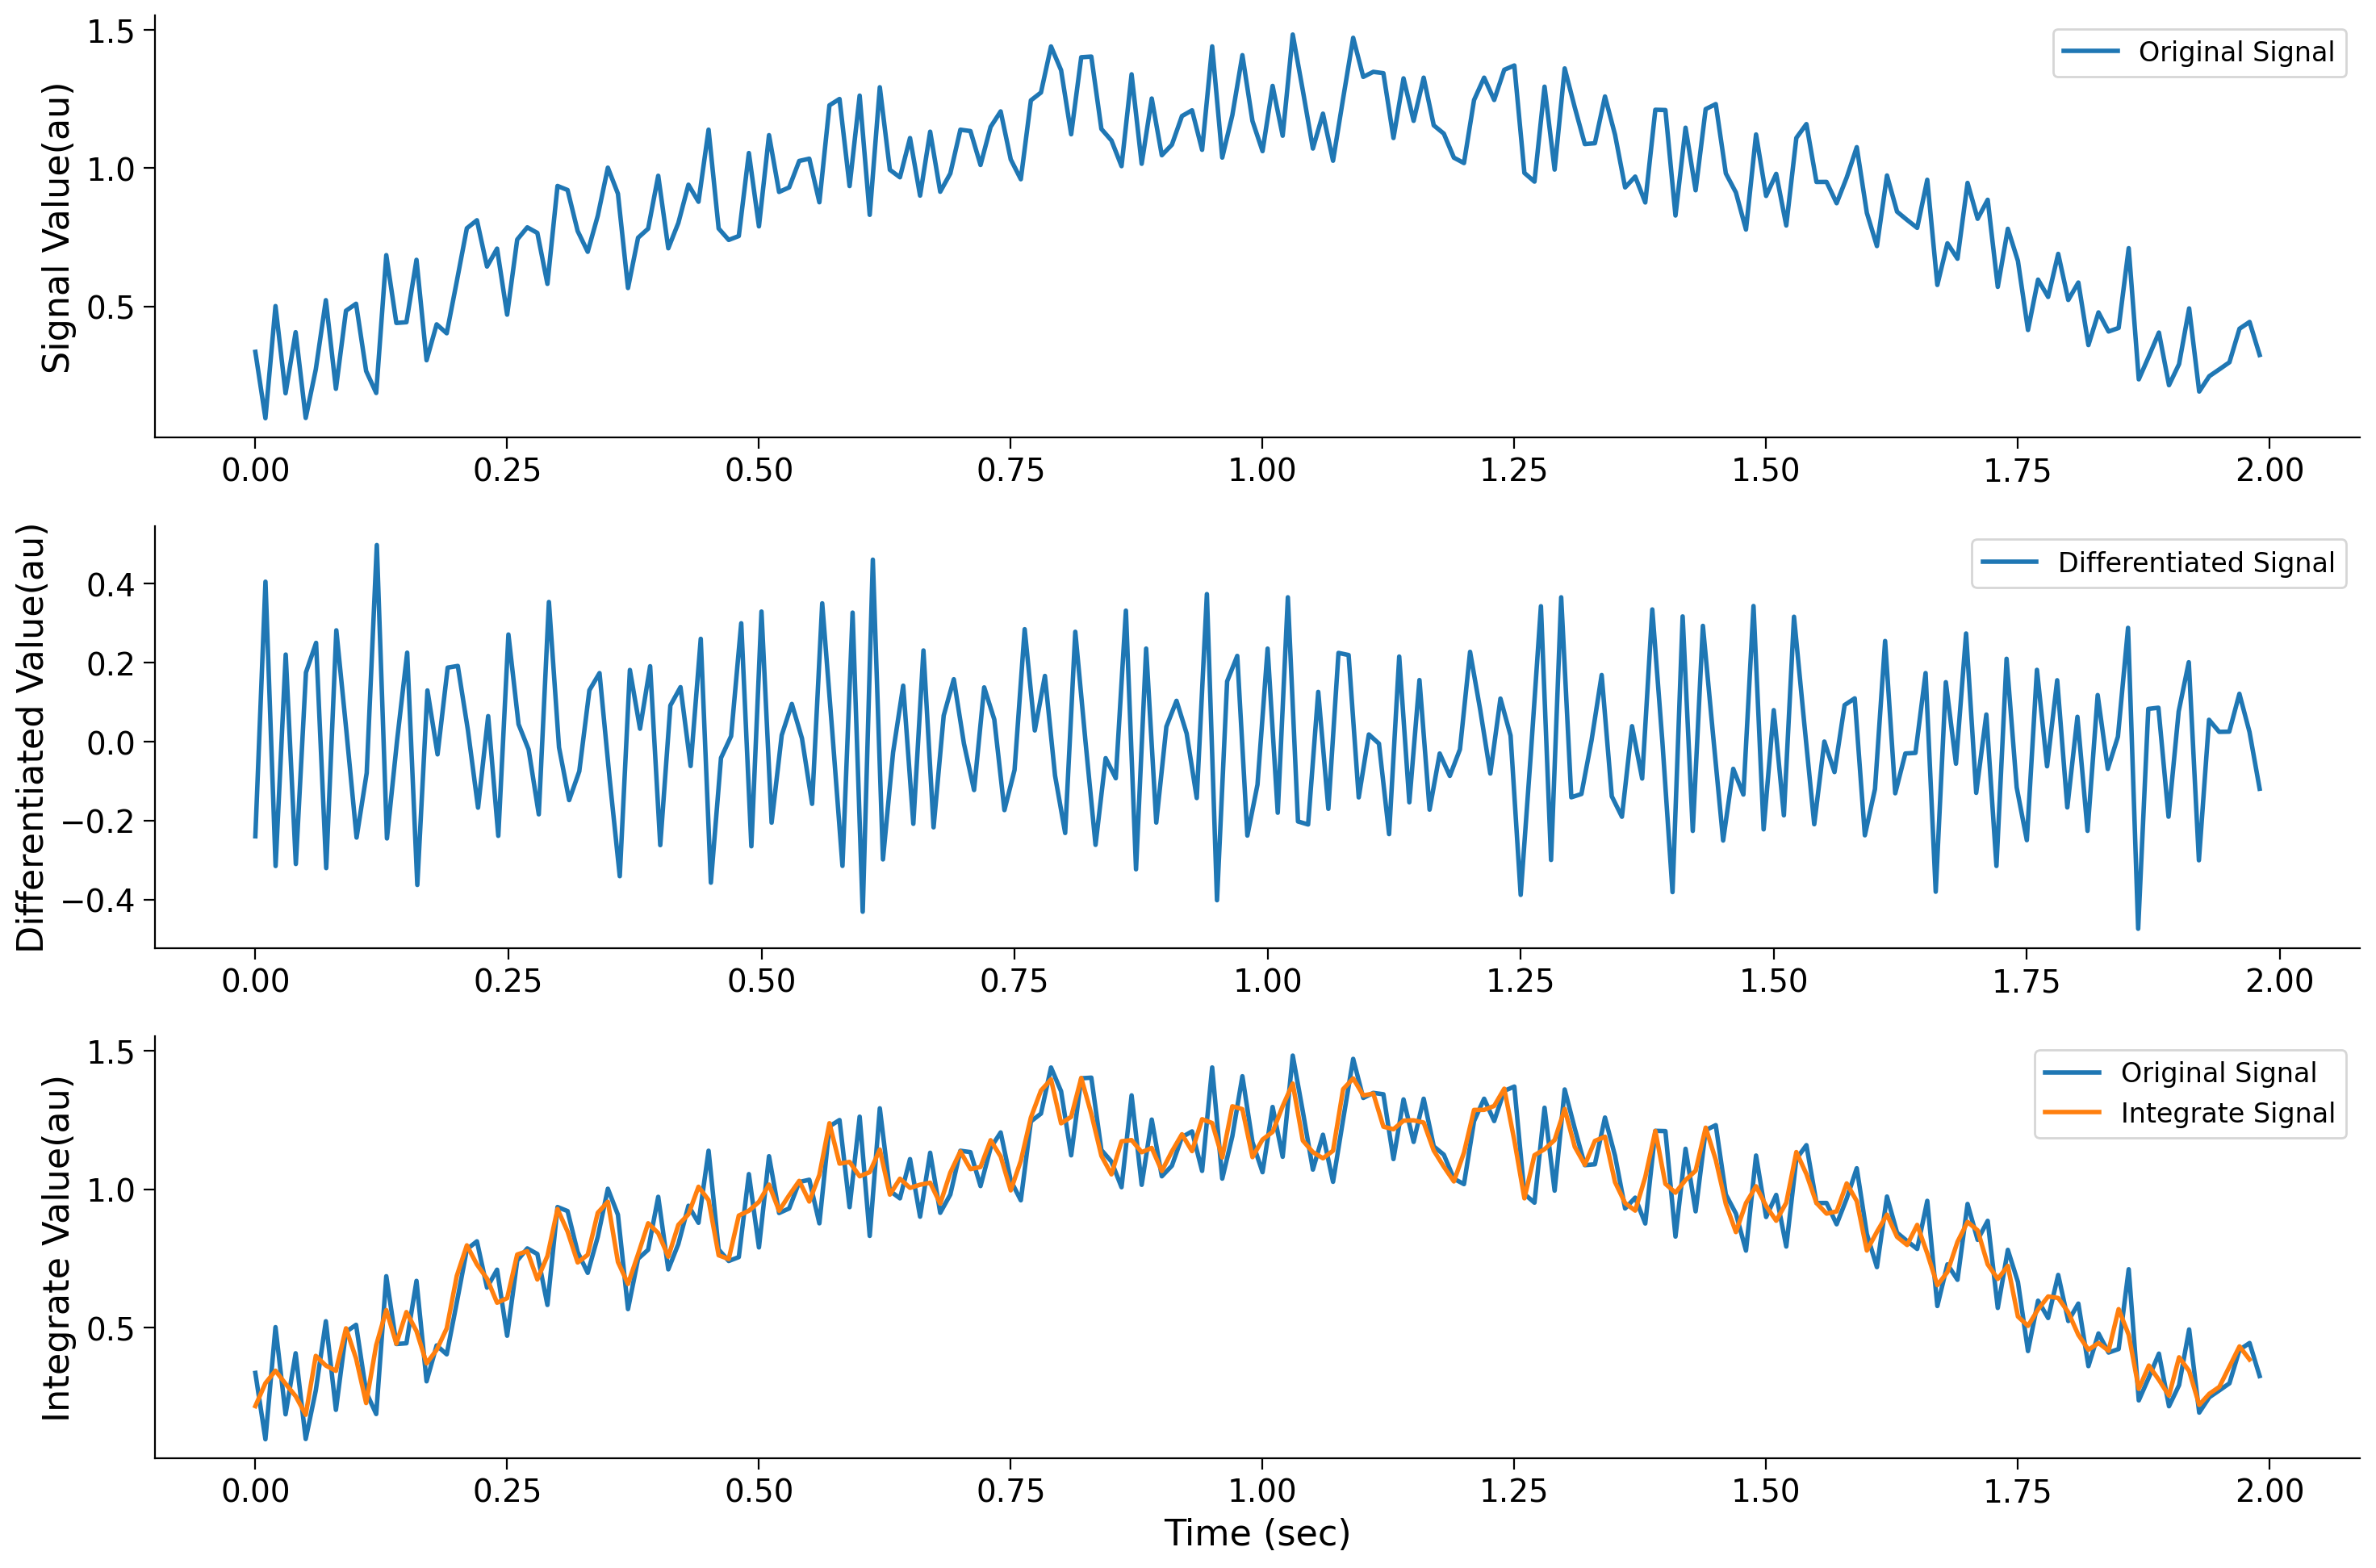 Signal Value(au)
1.5
1.0
0.5
Original Signal
0.00 0.25 0.50 0.75 1.00 1.25 1.50 1.75 2.00
Differentiated Value(au)
0.4
0.2
0.0
−0.2
−0.4
Differentiated Signal
0.00 0.25 0.50 0.75 1.00 1.25 1.50 1.75 2.00
Integrate Value(au)
1.5
1.0
0.5
Original Signal
Integrate Signal
0.00 0.25 0.50 0.75 1.00 1.25 1.50 1.75 2.00
Time (sec)